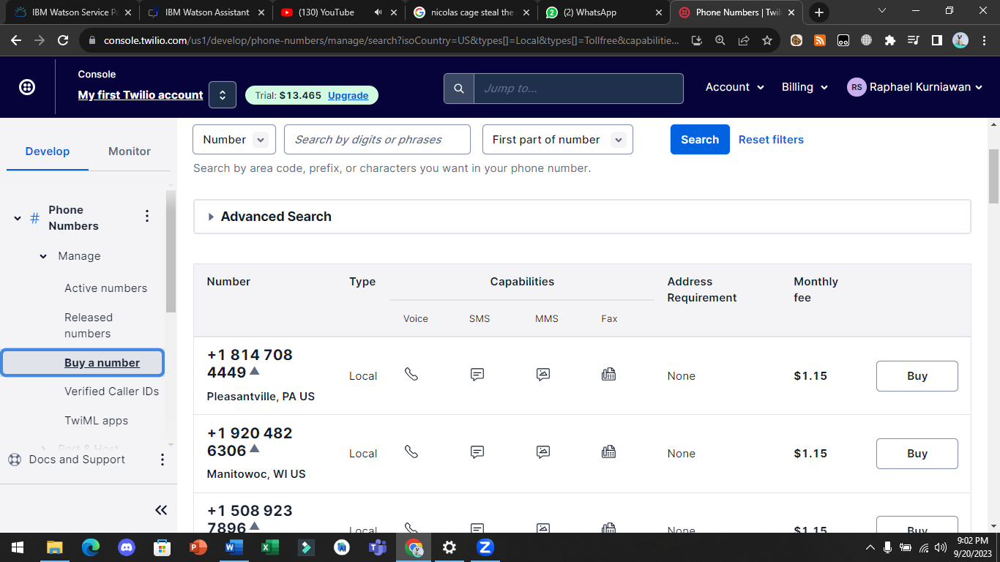 IBM Watson Service Pa
IBM Watson Assistant
(130) YouTube
nicolas cage steal the
(2) WhatsApp
Phone Numbers | Twil
console.twilio.com/us1/develop/phone-numbers/manage/search?isoCountry=US&types[]=Local&types[]=Tollfree&capabilitie...
Console
My first Twilio account
Trial: $13.465 Upgrade
Jump to...
Account
Billing
RS Raphael Kurniawan
Develop
Monitor
Phone
Numbers
Manage
Active numbers
Released
numbers
Buy a number
Verified Caller IDs
TwiML apps
Port & Host
Docs and Support
Number
Search by digits or phrases
First part of number
Search
Reset filters
Search by area code, prefix, or characters you want in your phone number.
Advanced Search
Number
Type
Capabilities
Address
Requirement
Monthly
fee
Voice
SMS
MMS
Fax
+1 814 708
4449
Pleasantville, PA US
Local
None
$1.15
Buy
+1 920 482
6306
Manitowoc, WI US
Local
None
$1.15
Buy
+1 508 923
7896
Local
None
$1.15
Buy
9:02 PM
9/20/2023